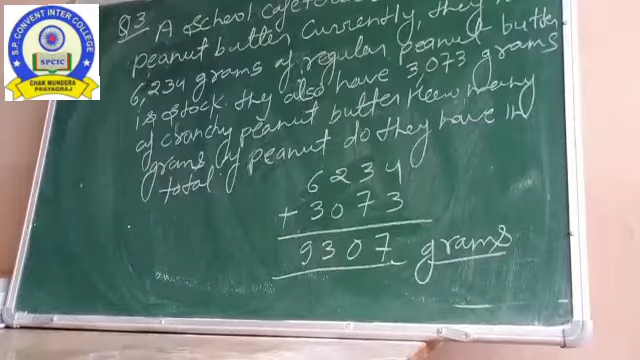 S.P. CONVENT INTER COLLEGE
SPCIC
CHAK MUNDERA
PRAYAGRAJ
Q 3 A School
peanut butter Currently, they
6,234 grams of regular Peanut butter
is stock. they also have 3,073 grams
of crunchy peanut butter How many
grams of peanut do they have in
total.
6234
+ 3073
9307 grams